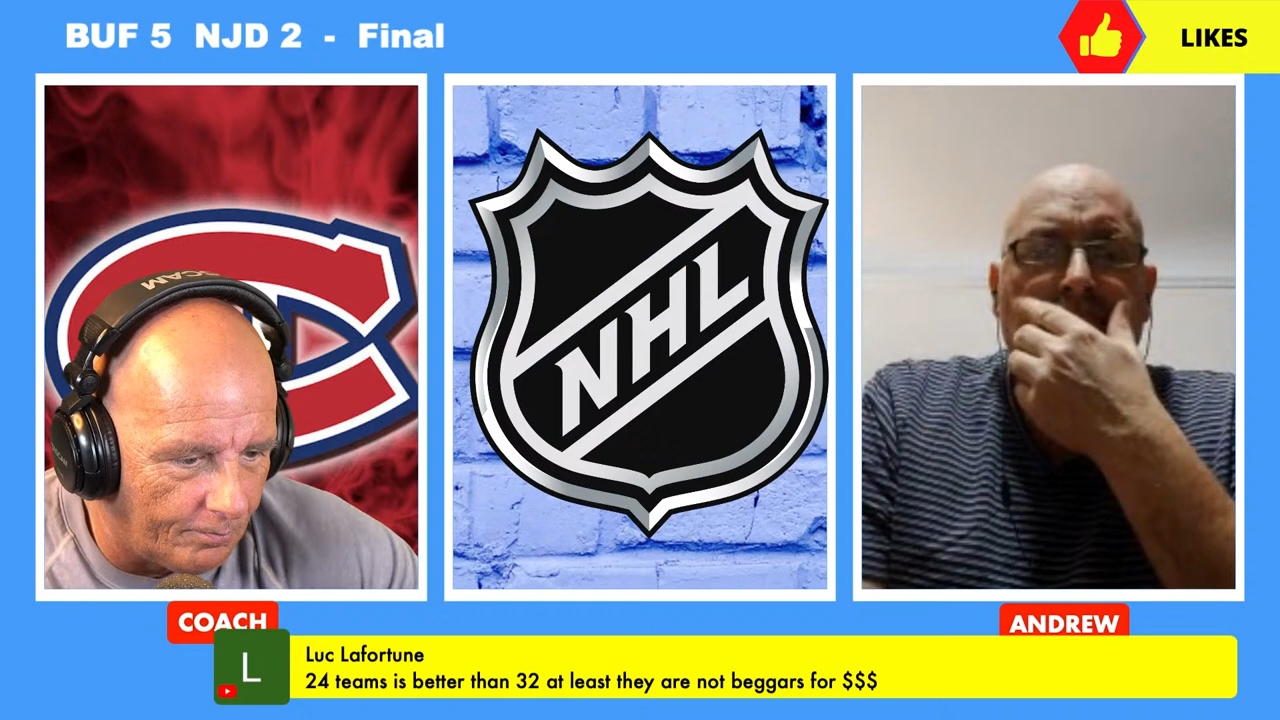 BUF 5 NJD 2 - Final
LIKES
SCAM
NHL
COACH
ANDREW
L
Luc Lafortune
24 teams is better than 32 at least they are not beggars for $$$